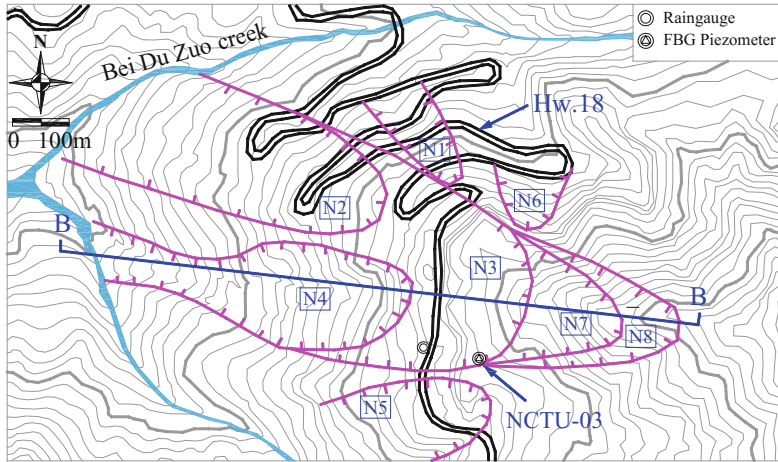 Raingauge
FBG Piezometer
Bei Du Zuo creek
N
0 100m
Hw.18
N1
N2
N6
B
N3
N4
B
N7
N8
N5
NCTU-03